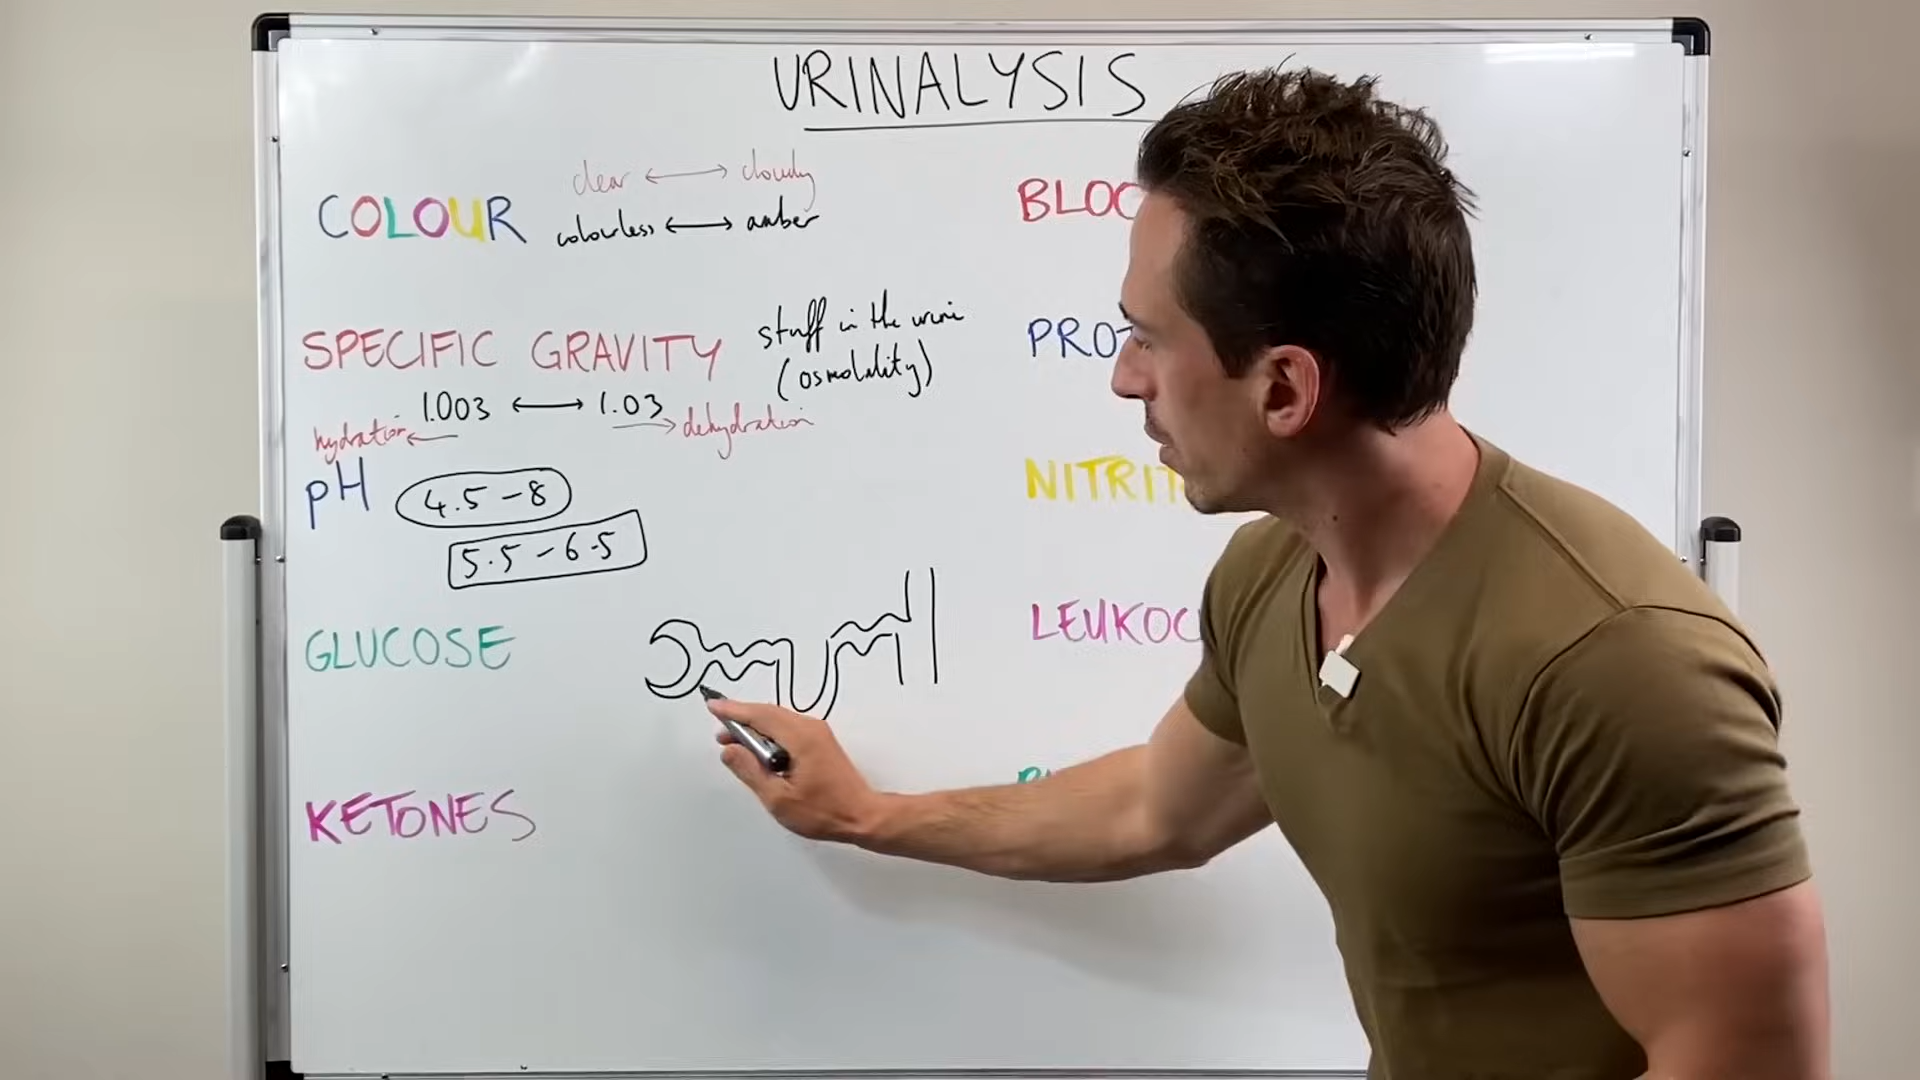 URINALYSIS
clear ⟷ cloudy
COLOUR colourless ⟷ amber
SPECIFIC GRAVITY stuff in the urine
(osmolality)
1.003 ⟷ 1.03
hydration ← → dehydration
pH 4.5-8
5.5-6.5
GLUCOSE
KETONES
BLOO
PROT
NITRIT
LEUKOC